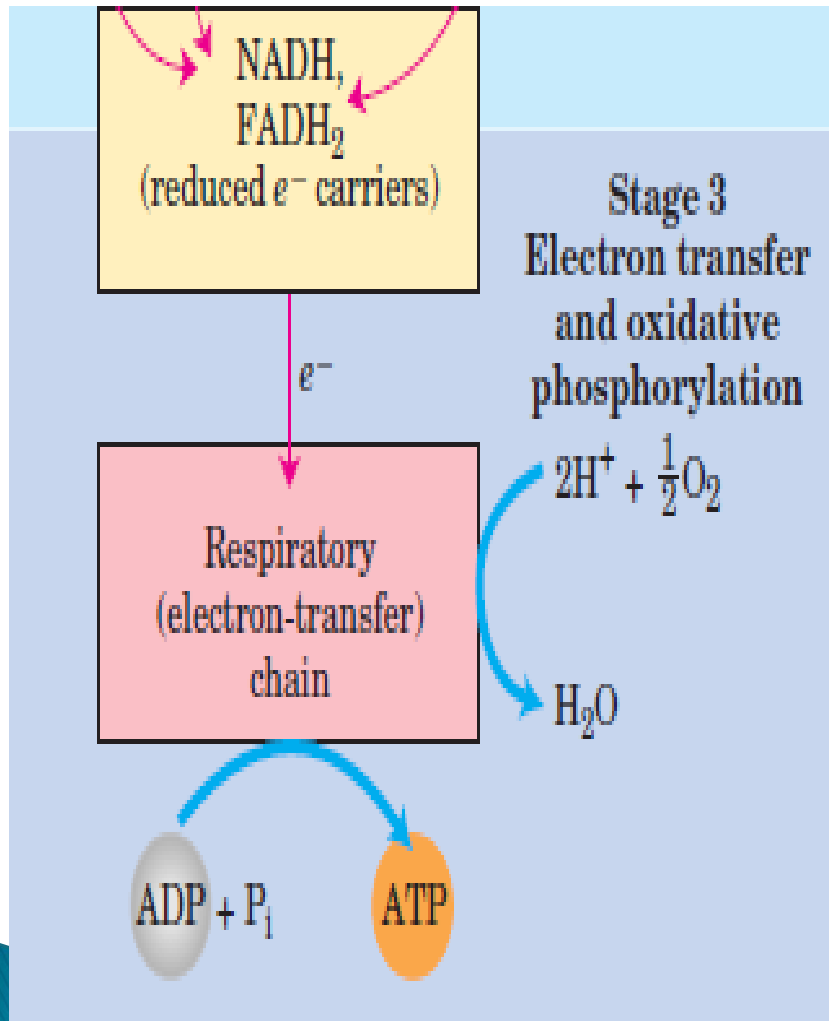 NADH,
FADH₂
(reduced e⁻ carriers)
Stage 3
Electron transfer
and oxidative
phosphorylation
e⁻
2H⁺ + ½O₂
Respiratory
(electron-transfer)
chain
H₂O
ADP + Pᵢ
ATP